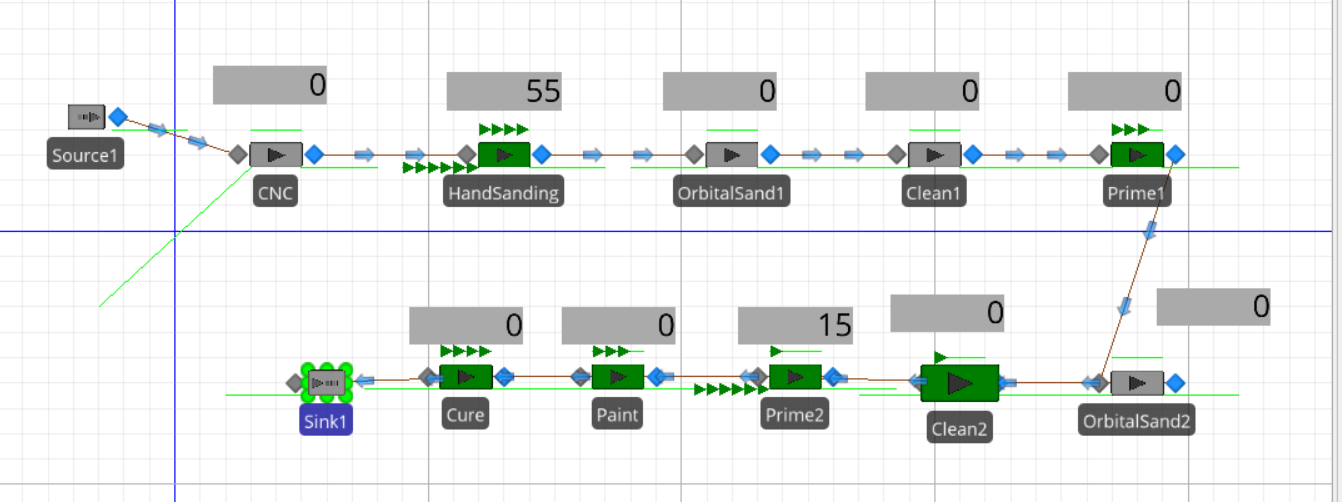 0
55
0
0
0
Source1
CNC
HandSanding
OrbitalSand1
Clean1
Prime1
0
0
15
0
0
Sink1
Cure
Paint
Prime2
Clean2
OrbitalSand2